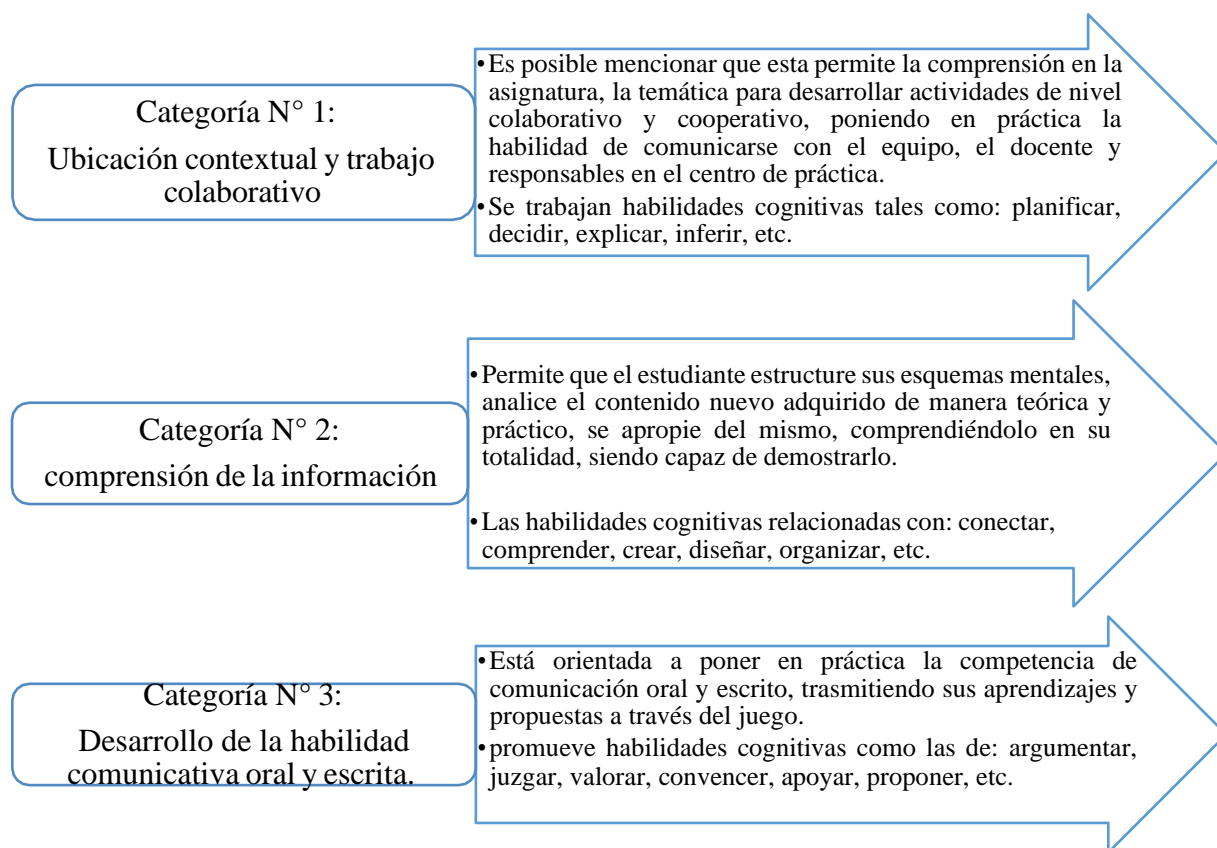 Categoría N° 1:
Ubicación contextual y trabajo
colaborativo
•Es posible mencionar que esta permite la comprensión en la
asignatura, la temática para desarrollar actividades de nivel
colaborativo y cooperativo, poniendo en práctica la
habilidad de comunicarse con el equipo, el docente y
responsables en el centro de práctica.
•Se trabajan habilidades cognitivas tales como: planificar,
decidir, explicar, inferir, etc.
Categoría N° 2:
comprensión de la información
•Permite que el estudiante estructure sus esquemas mentales,
analice el contenido nuevo adquirido de manera teórica y
práctico, se apropie del mismo, comprendiéndolo en su
totalidad, siendo capaz de demostrarlo.
•Las habilidades cognitivas relacionadas con: conectar,
comprender, crear, diseñar, organizar, etc.
Categoría N° 3:
Desarrollo de la habilidad
comunicativa oral y escrita.
•Está orientada a poner en práctica la competencia de
comunicación oral y escrito, trasmitiendo sus aprendizajes y
propuestas a través del juego.
•promueve habilidades cognitivas como las de: argumentar,
juzgar, valorar, convencer, apoyar, proponer, etc.